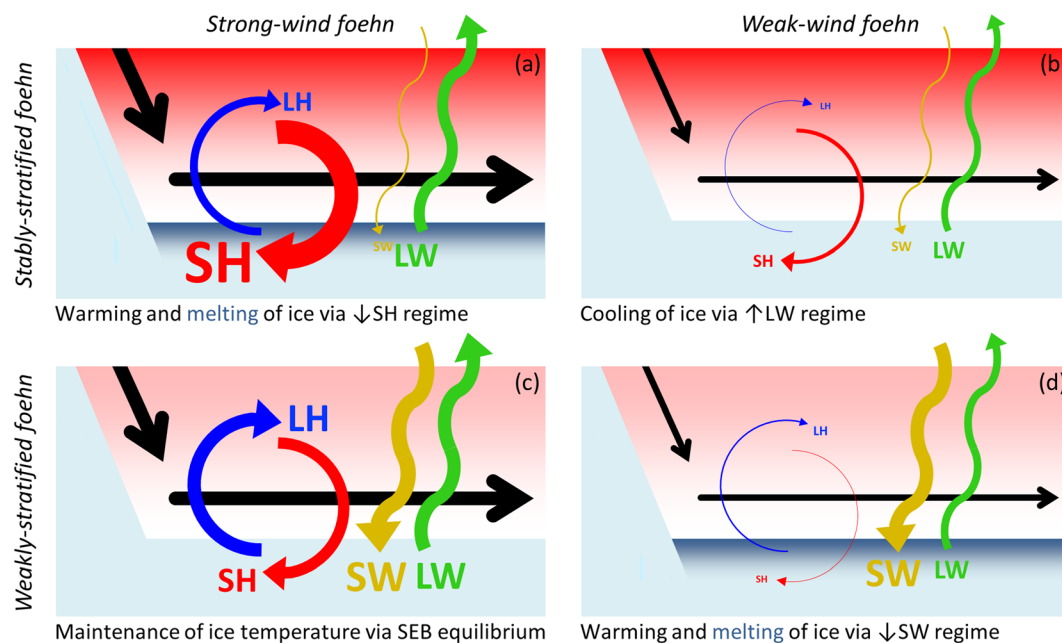 Strong-wind foehn
Weak-wind foehn
Stably-stratified foehn
(a)
LH
SH
SW
LW
Warming and melting of ice via ↓SH regime
(b)
LH
SH
SW
LW
Cooling of ice via ↑LW regime
Weakly-stratified foehn
(c)
LH
SH
SW
LW
Maintenance of ice temperature via SEB equilibrium
(d)
LH
SH
SW
LW
Warming and melting of ice via ↓SW regime